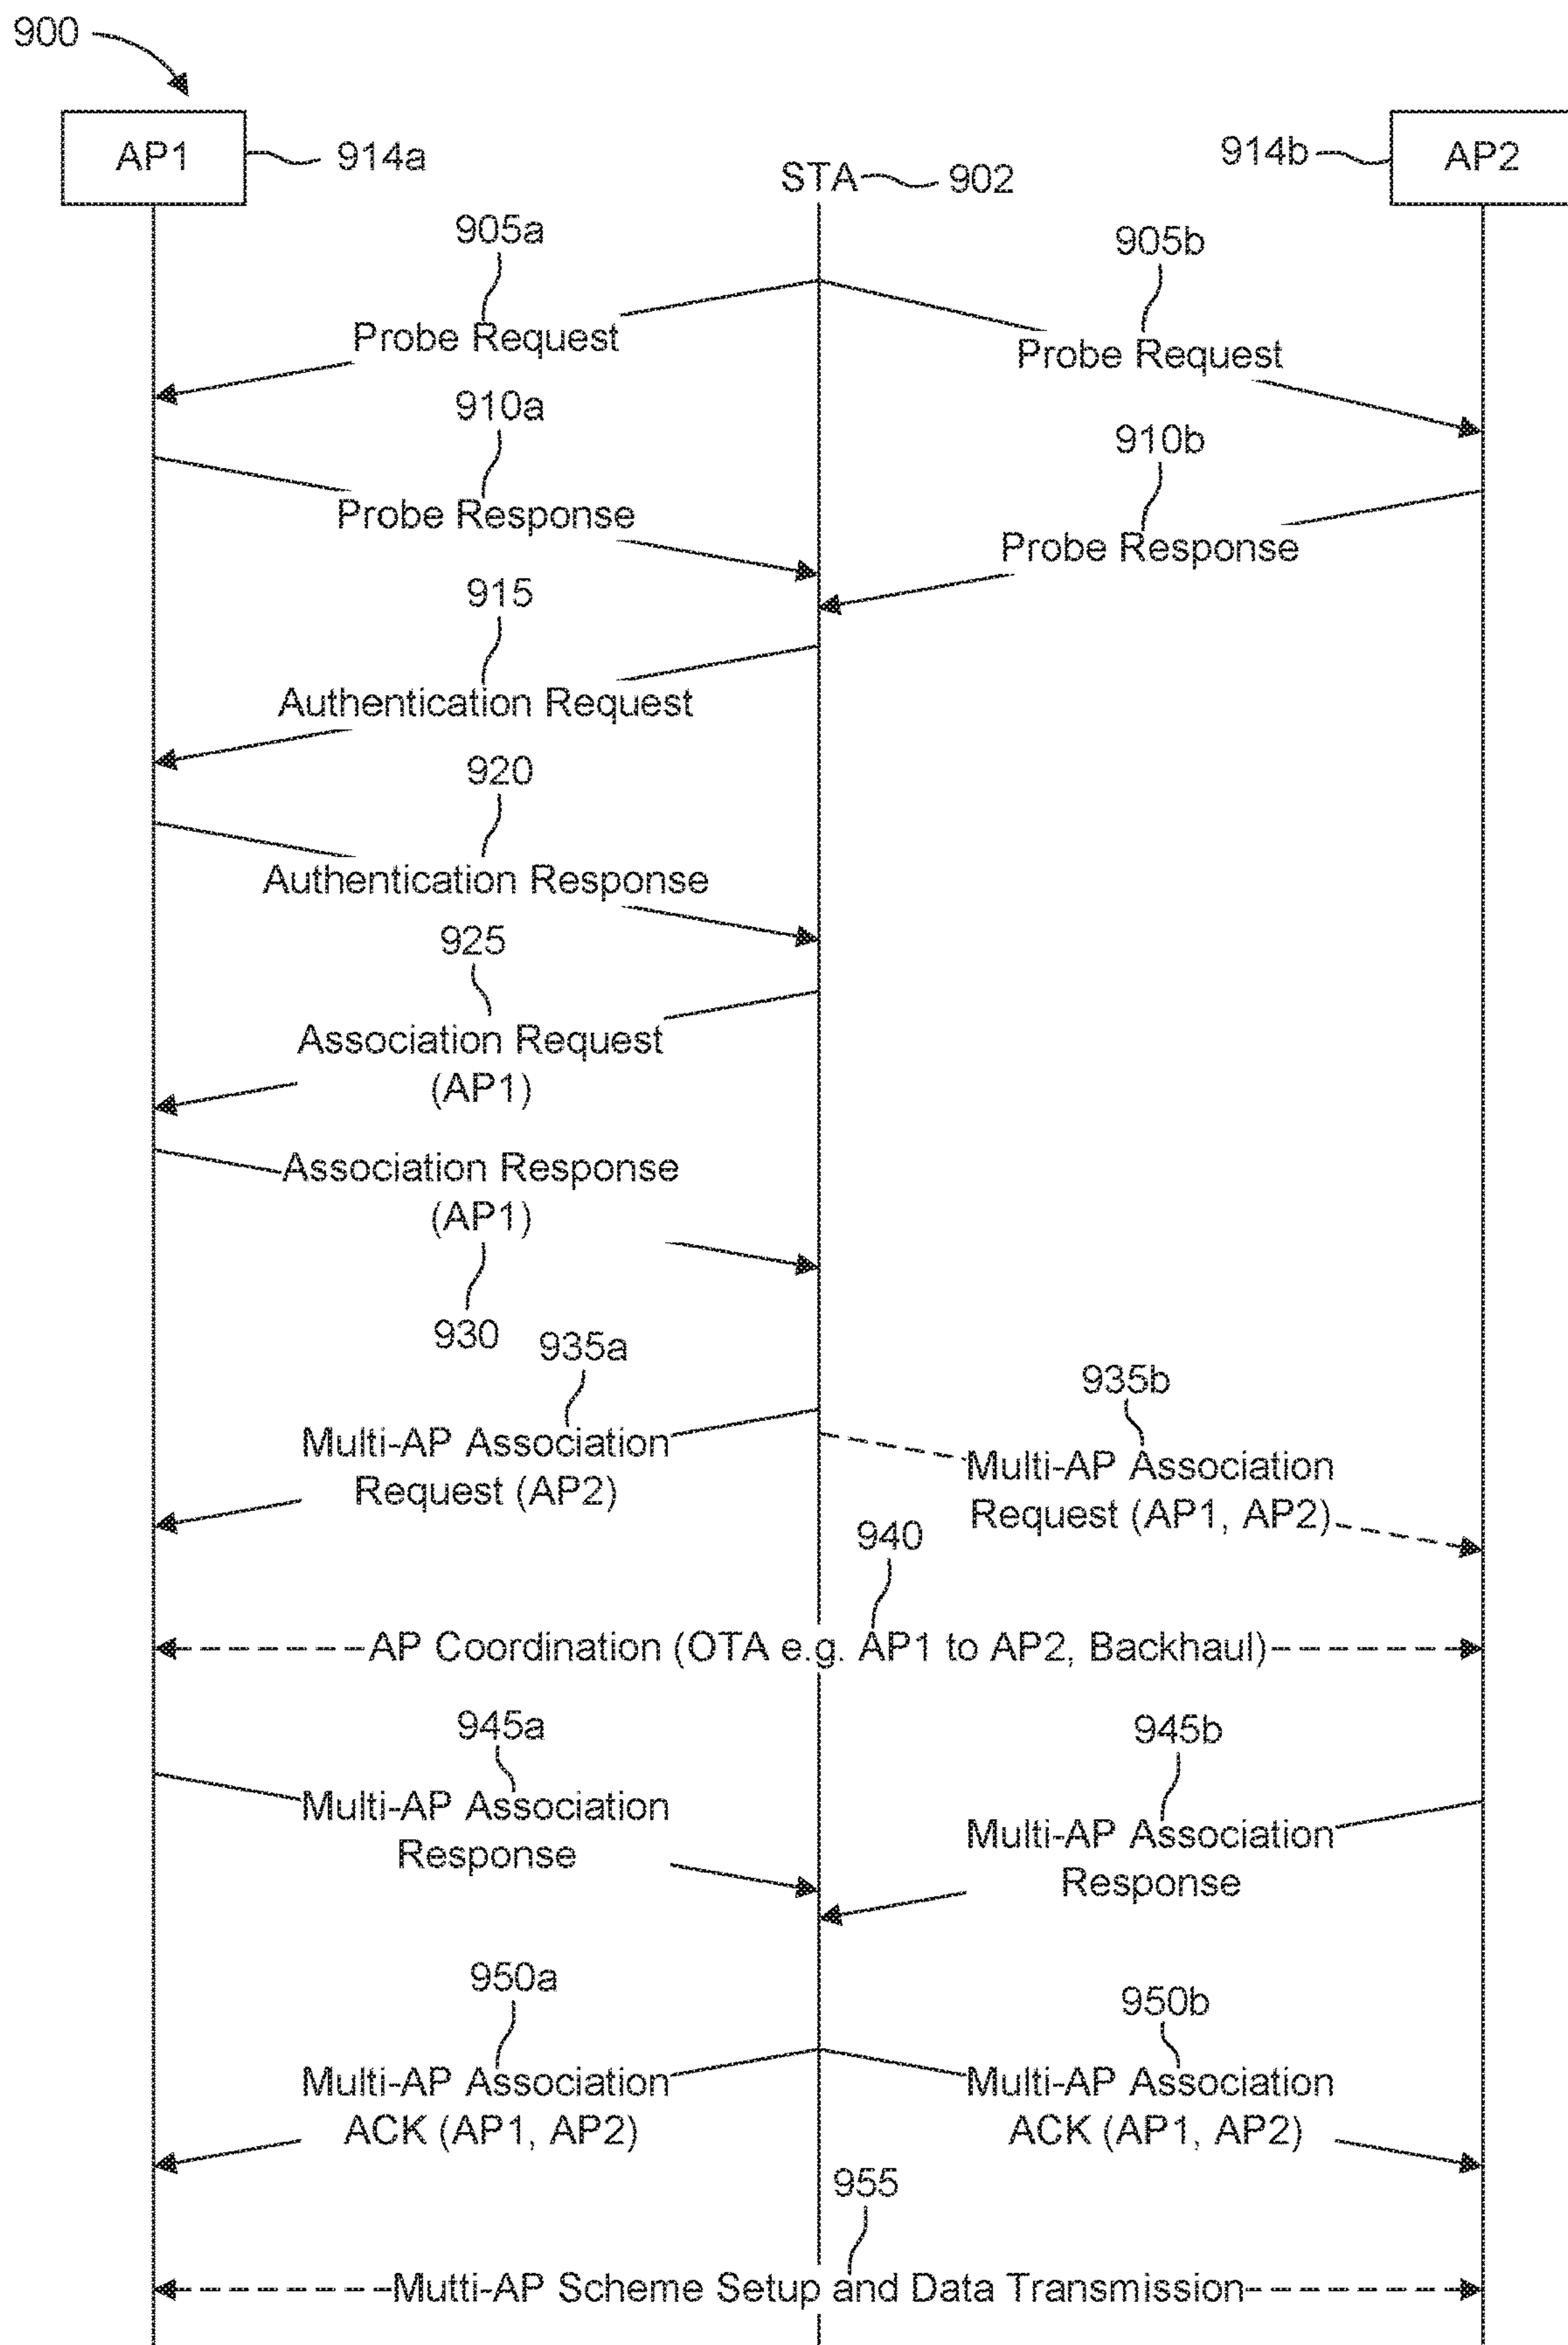 900
AP1
914a
STA
902
914b
AP2
905a
905b
Probe Request
Probe Request
910a
910b
Probe Response
Probe Response
915
Authentication Request
920
Authentication Response
925
Association Request
(AP1)
Association Response
(AP1)
930
935a
935b
Multi-AP Association
Request (AP2)
Multi-AP Association
Request (AP1, AP2)
940
AP Coordination (OTA e.g. AP1 to AP2, Backhaul)
945a
945b
Multi-AP Association
Response
Multi-AP Association
Response
950a
950b
Multi-AP Association
ACK (AP1, AP2)
Multi-AP Association
ACK (AP1, AP2)
955
Mutti-AP Scheme Setup and Data Transmission